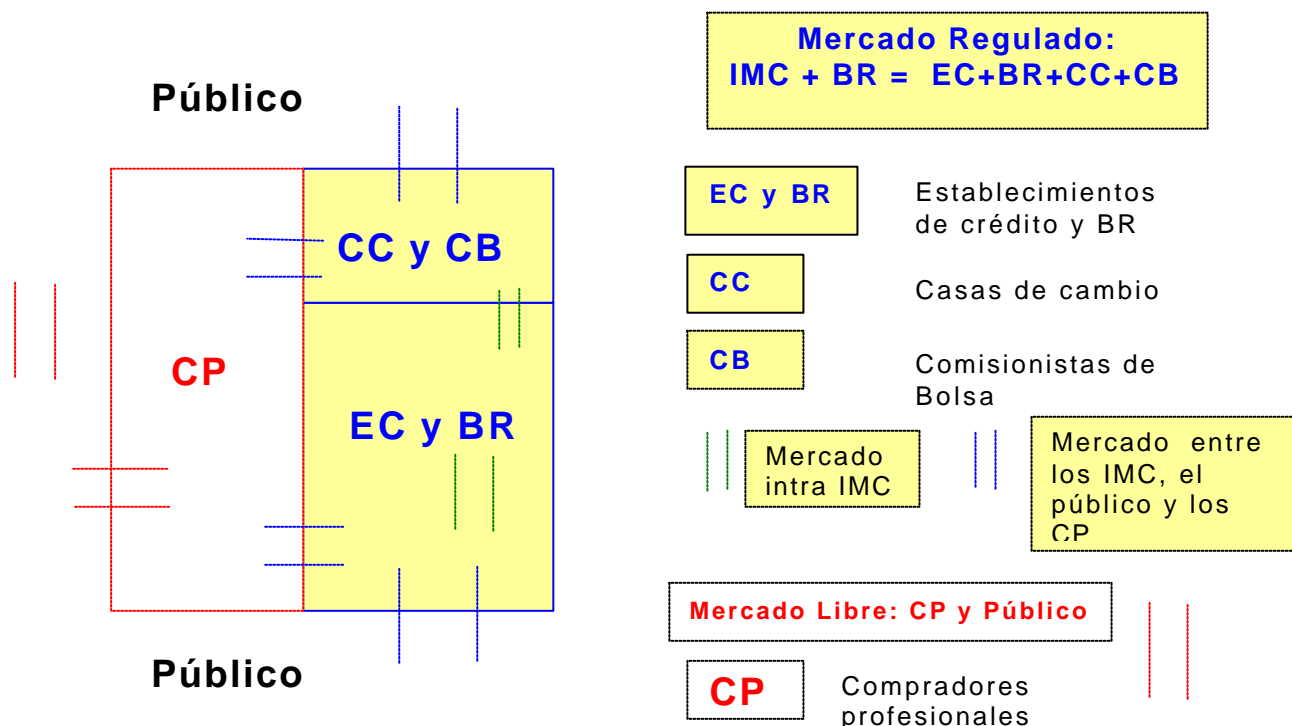 Público
CC y CB
CP
EC y BR
Público
Mercado Regulado:
IMC + BR = EC+BR+CC+CB
EC y BR
Establecimientos
de crédito y BR
CC
Casas de cambio
CB
Comisionistas de
Bolsa
Mercado
intra IMC
Mercado entre
los IMC, el
público y los
CP
Mercado Libre: CP y Público
CP
Compradores
profesionales